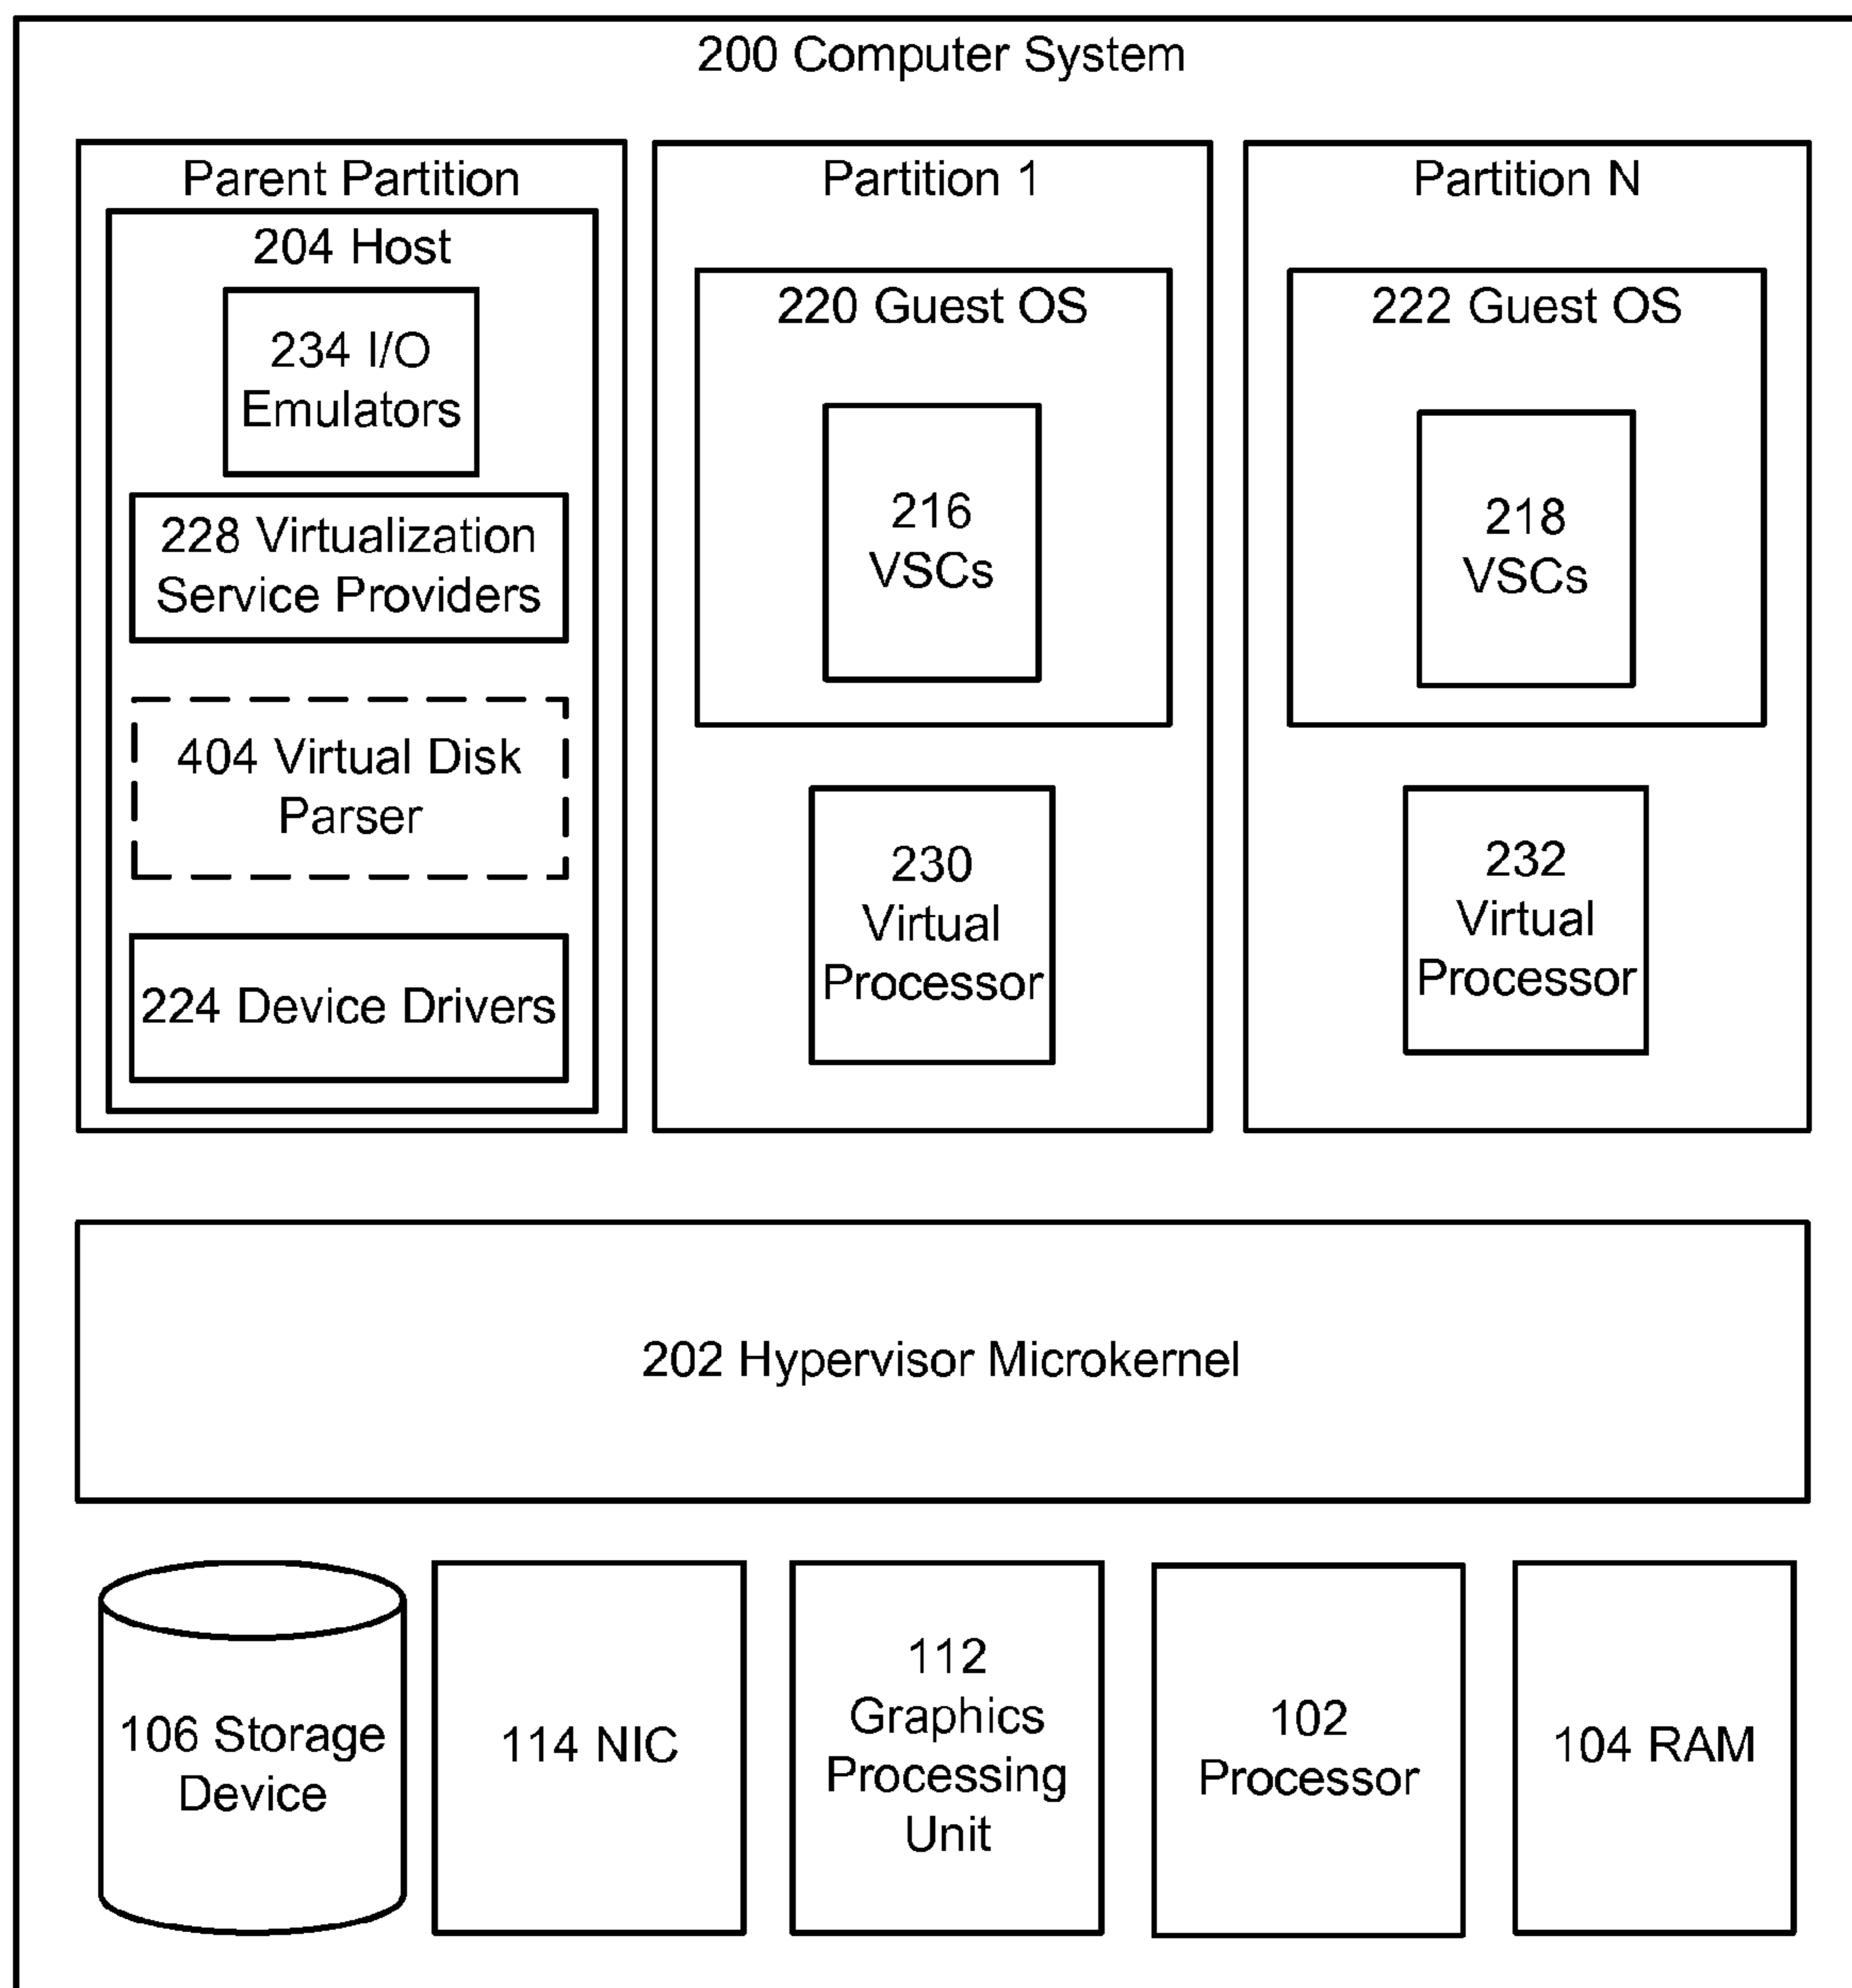 200 Computer System
Parent Partition
204 Host
234 I/O
Emulators
228 Virtualization
Service Providers
404 Virtual Disk
Parser
224 Device Drivers
Partition 1
220 Guest OS
216
VSCs
230
Virtual
Processor
Partition N
222 Guest OS
218
VSCs
232
Virtual
Processor
202 Hypervisor Microkernel
106 Storage
Device
114 NIC
112
Graphics
Processing
Unit
102
Processor
104 RAM